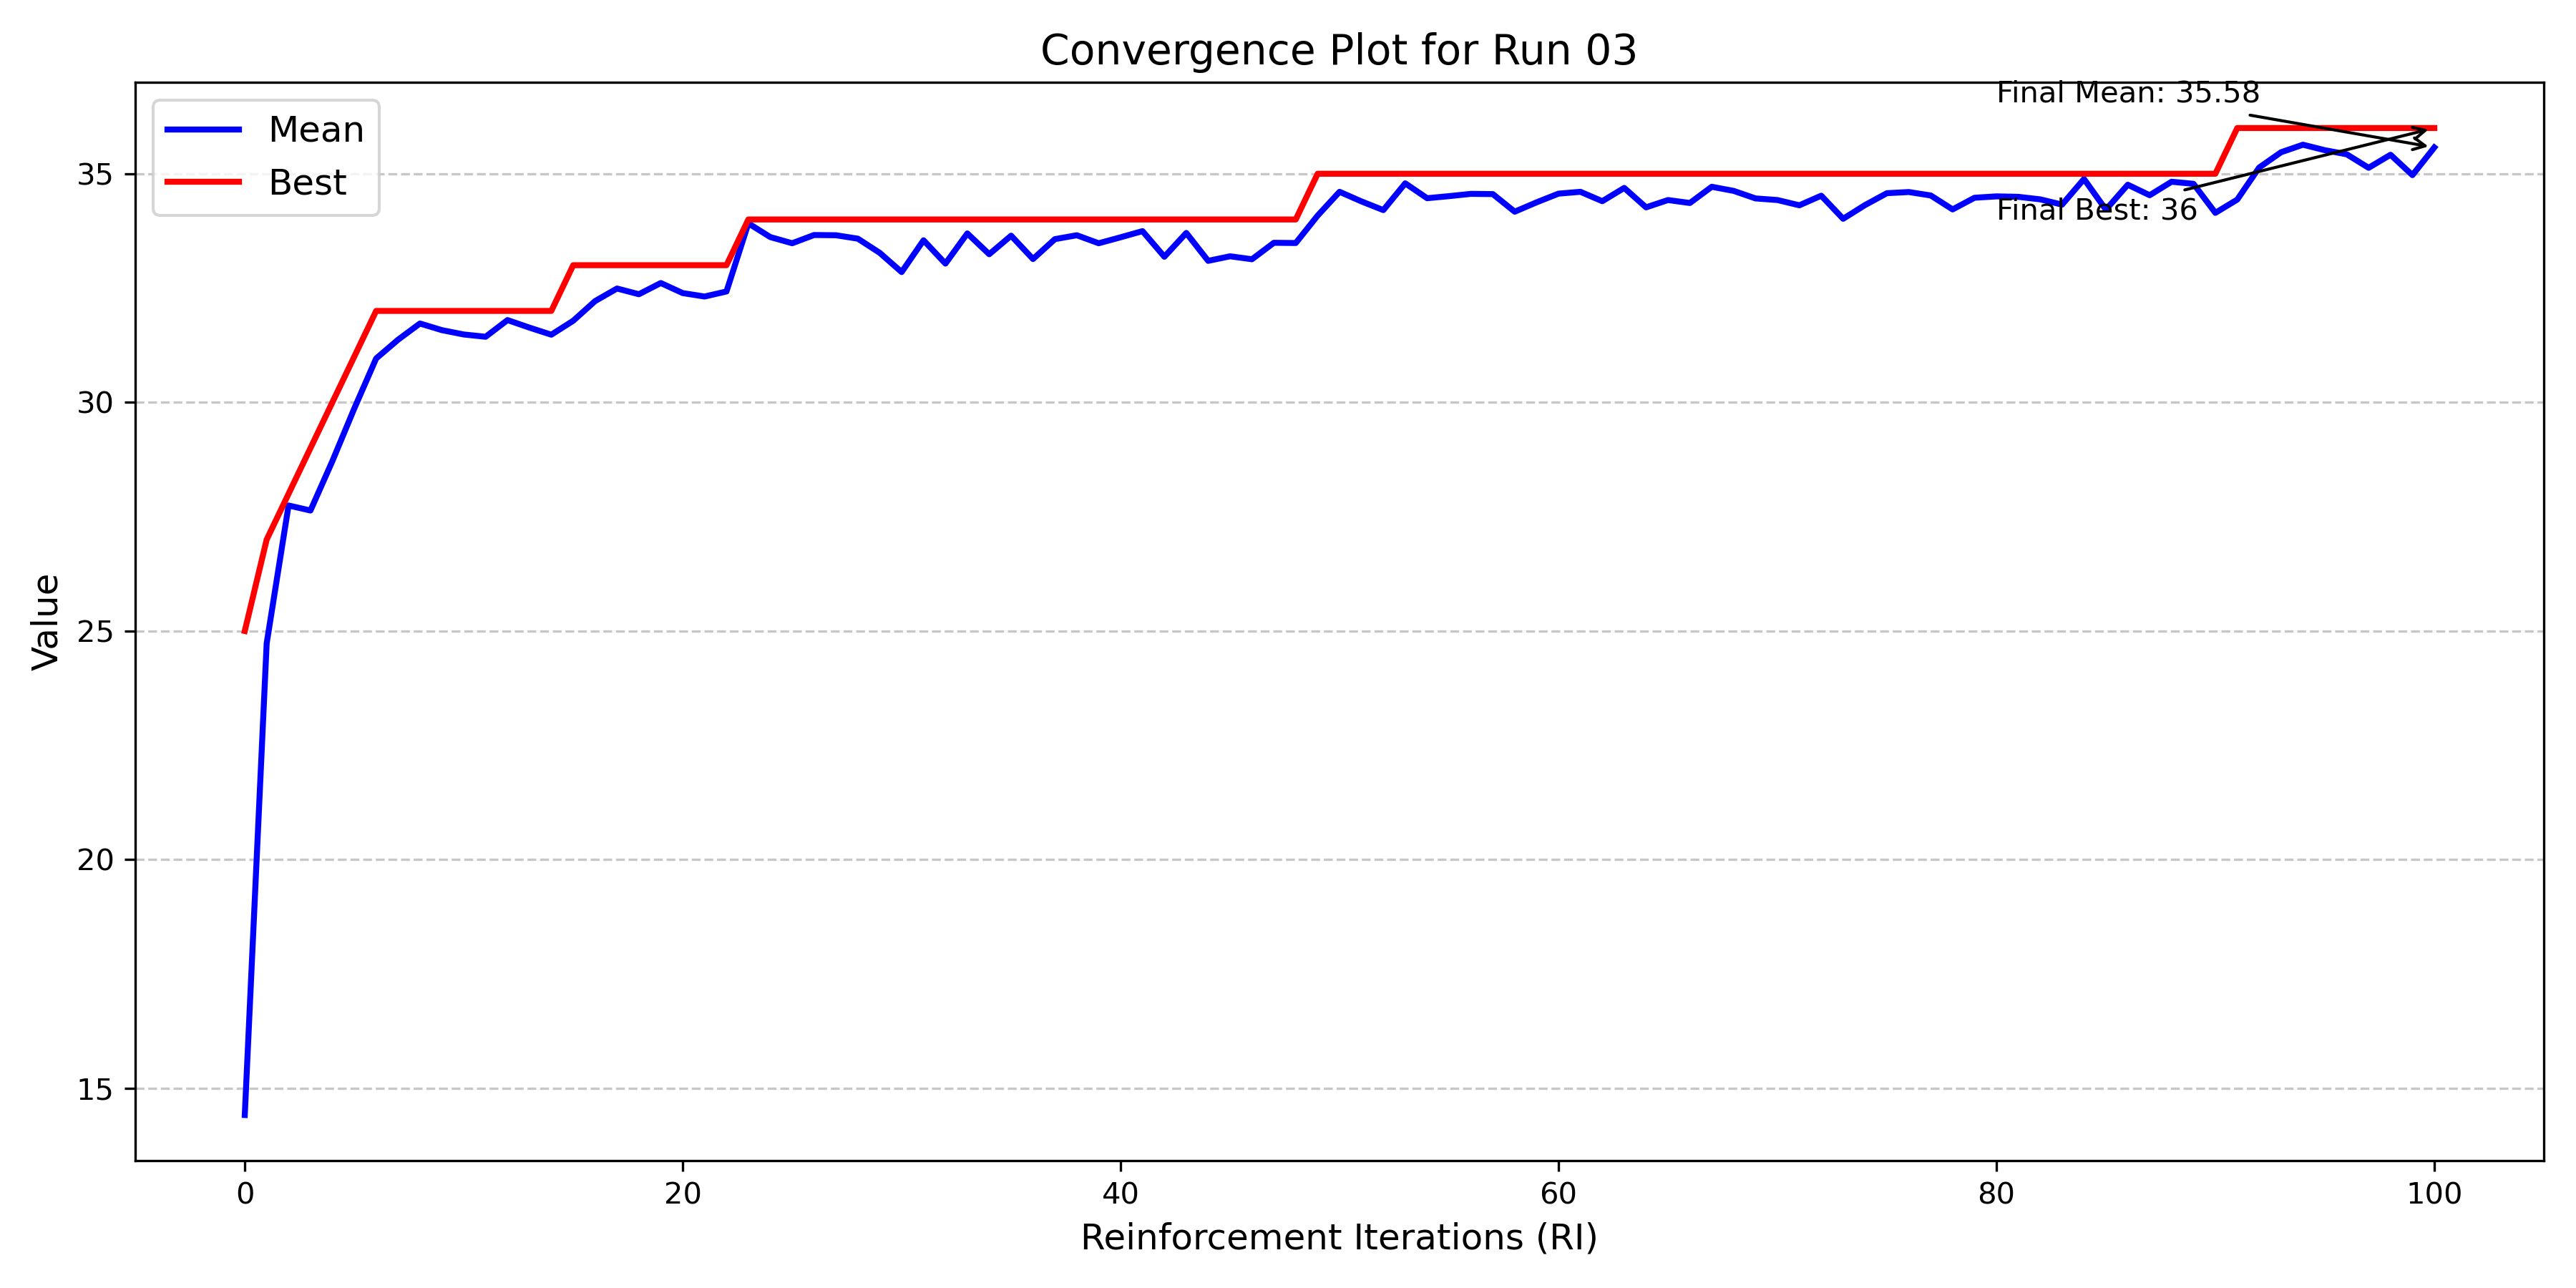 Convergence Plot for Run 03
Final Mean: 35.58
Mean
Best
Final Best: 36
35
30
25
20
15
Value
0 20 40 60 80 100
Reinforcement Iterations (RI)